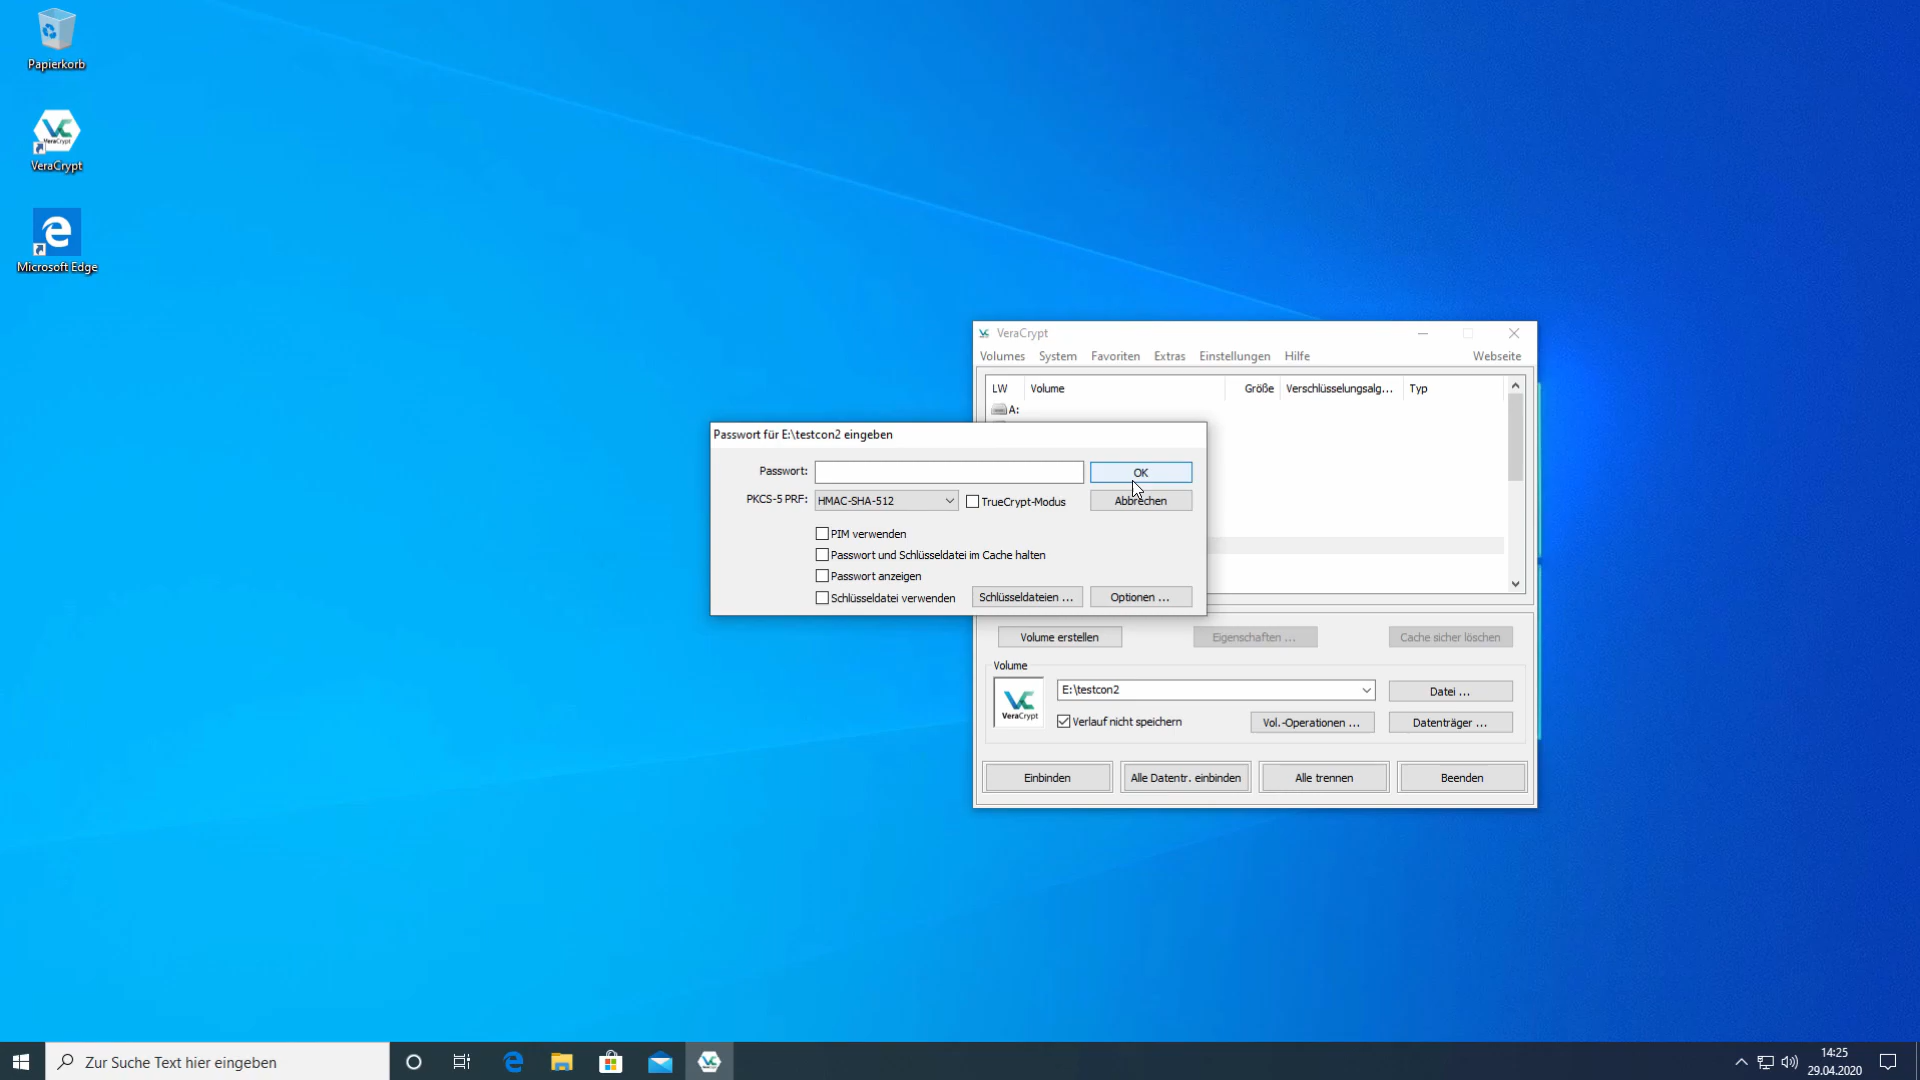 Papierkorb
VeraCrypt
VeraCrypt
Microsoft Edge
VeraCrypt
Volumes System Favoriten Extras Einstellungen Hilfe Webseite
LW Volume Größe Verschlüsselungsalg... Typ
A:
Passwort für E:\testcon2 eingeben
Passwort: OK
PKCS-5 PRF: HMAC-SHA-512 TrueCrypt-Modus Abbrechen
PIM verwenden
Passwort und Schlüsseldatei im Cache halten
Passwort anzeigen
Schlüsseldatei verwenden Schlüsseldateien ... Optionen ...
Volume erstellen Eigenschaften ... Cache sicher löschen
Volume
VeraCrypt
E:\testcon2 Datei ...
Verlauf nicht speichern Vol.-Operationen ... Datenträger ...
Einbinden Alle Datentr. einbinden Alle trennen Beenden
Zur Suche Text hier eingeben
14:25
29.04.2020